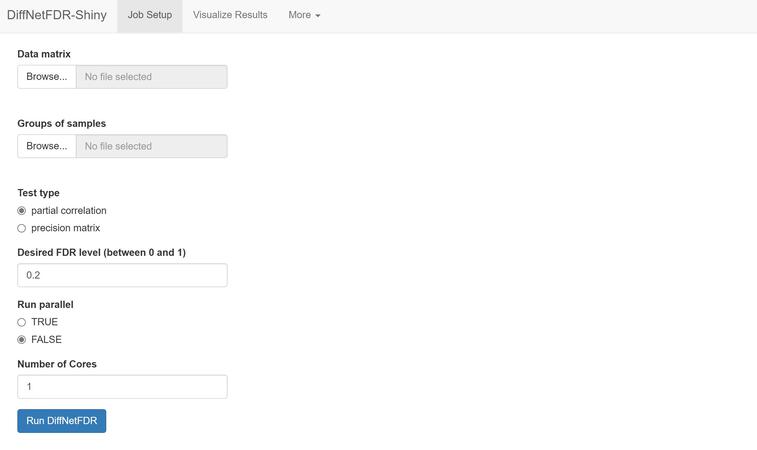 DiffNetFDR-Shiny Job Setup Visualize Results More
Data matrix
Browse... No file selected
Groups of samples
Browse... No file selected
Test type
partial correlation
precision matrix
Desired FDR level (between 0 and 1)
0.2
Run parallel
TRUE
FALSE
Number of Cores
1
Run DiffNetFDR